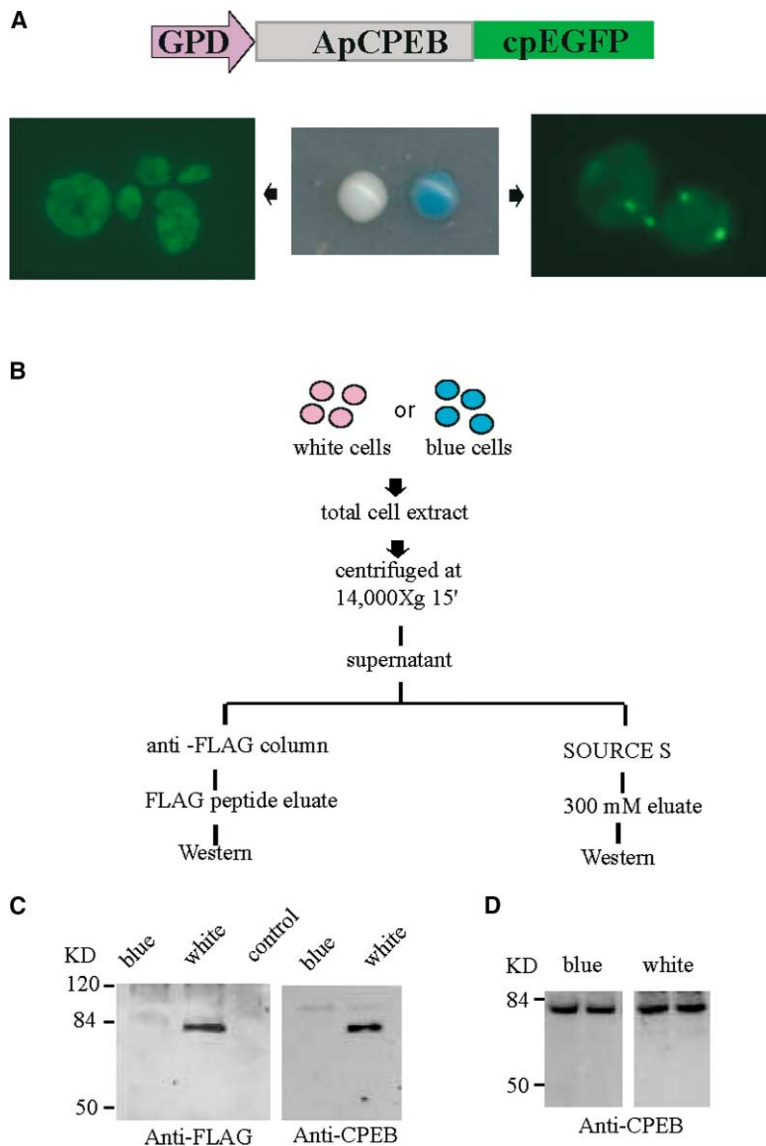 A
GPD ApCPEB cpEGFP
B
or
white cells blue cells
total cell extract
centrifuged at
14,000Xg 15'
supernatant
anti -FLAG column
FLAG peptide eluate
Western
SOURCE S
300 mM eluate
Western
C
KD blue white control blue white
120
84
50
Anti-FLAG Anti-CPEB
D
KD blue white
84
50
Anti-CPEB